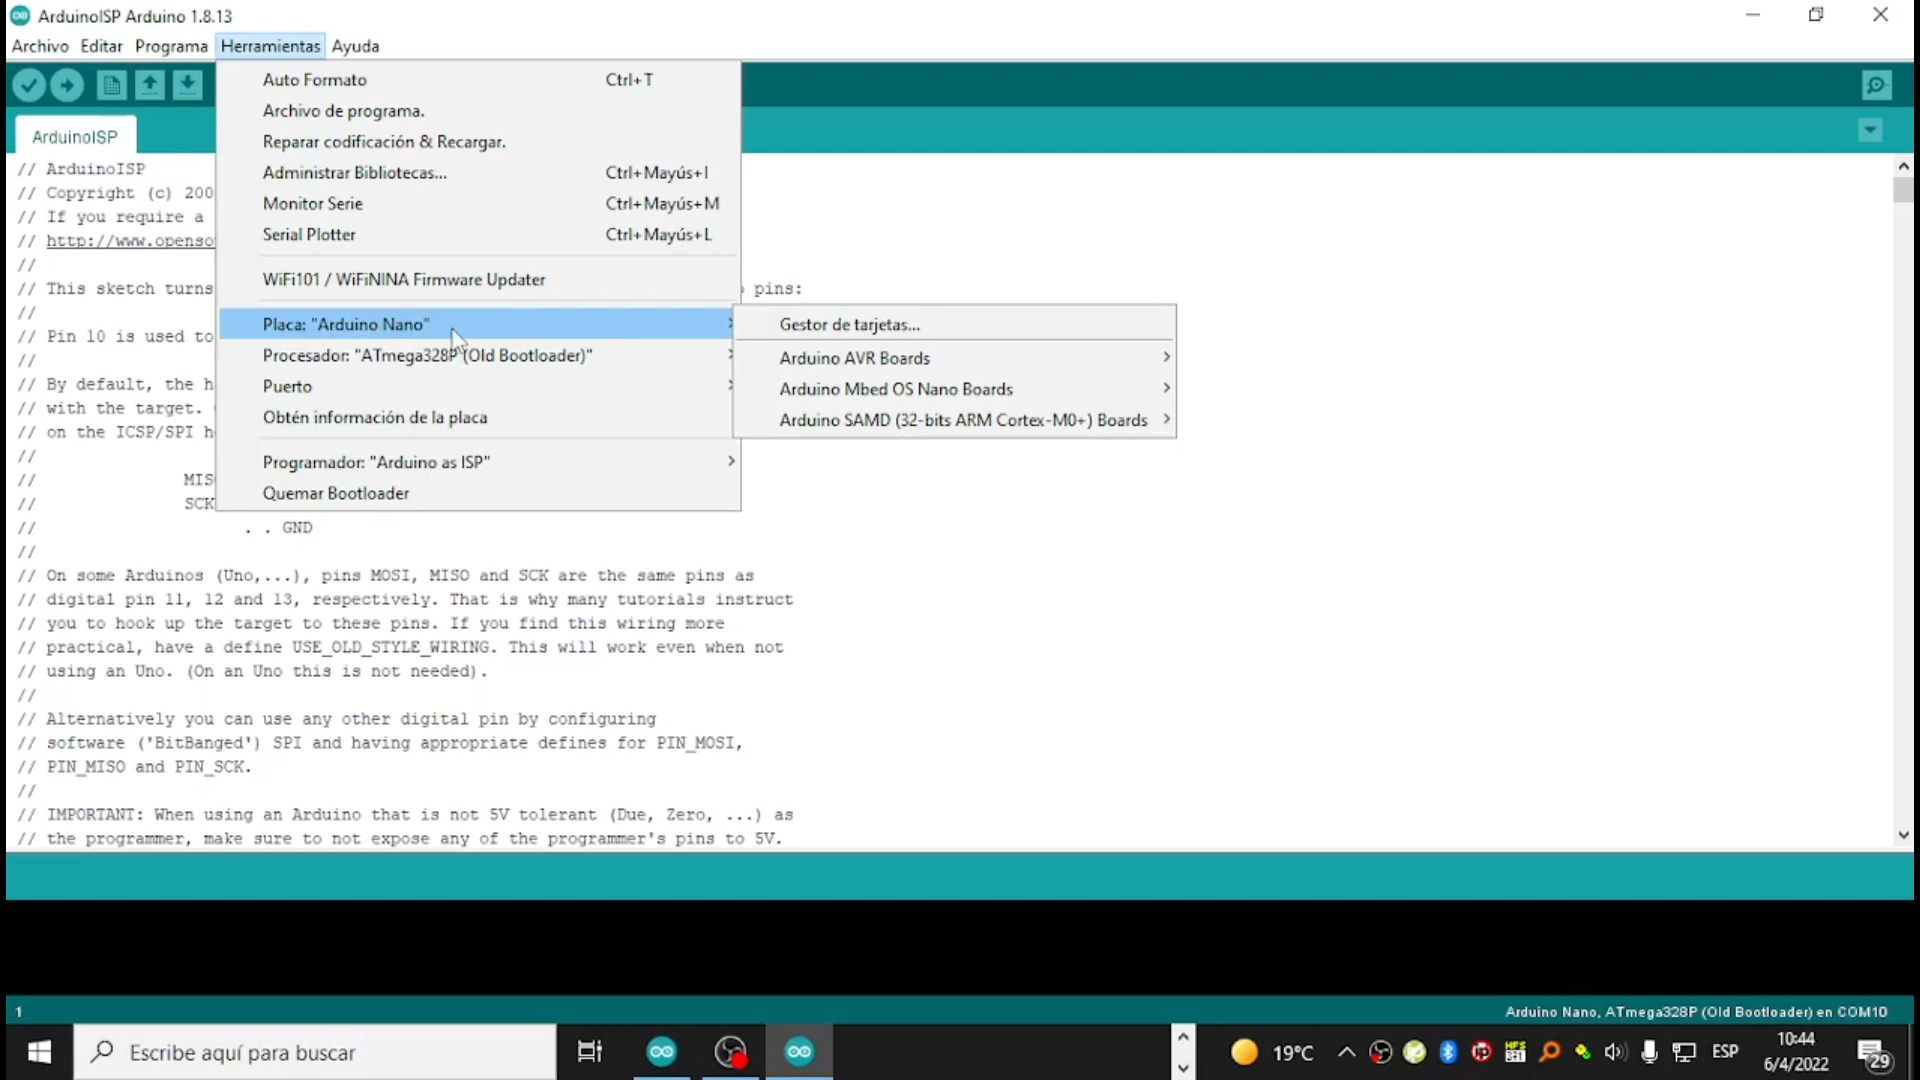 ArduinoISP Arduino 1.8.13
Archivo Editar Programa Herramientas Ayuda
ArduinoISP
Auto Formato Ctrl+T
Archivo de programa.
Reparar codificación & Recargar.
Administrar Bibliotecas... Ctrl+Mayús+I
Monitor Serie Ctrl+Mayús+M
Serial Plotter Ctrl+Mayús+L
WiFi101 / WiFiNINA Firmware Updater
Placa: "Arduino Nano"
Procesador: "ATmega328P (Old Bootloader)"
Puerto
Obtén información de la placa
Programador: "Arduino as ISP"
Quemar Bootloader
Gestor de tarjetas...
Arduino AVR Boards
Arduino Mbed OS Nano Boards
Arduino SAMD (32-bits ARM Cortex-M0+) Boards
// ArduinoISP
// Copyright (c) 200
// If you require a
// http://www.openso
//
// This sketch turns pins:
//
// Pin 10 is used to
//
// By default, the h
// with the target.
// on the ICSP/SPI h
//
// MIS
// SCK
// . . GND
//
// On some Arduinos (Uno,...), pins MOSI, MISO and SCK are the same pins as
// digital pin 11, 12 and 13, respectively. That is why many tutorials instruct
// you to hook up the target to these pins. If you find this wiring more
// practical, have a define USE_OLD_STYLE_WIRING. This will work even when not
// using an Uno. (On an Uno this is not needed).
//
// Alternatively you can use any other digital pin by configuring
// software ('BitBanged') SPI and having appropriate defines for PIN_MOSI,
// PIN_MISO and PIN_SCK.
//
// IMPORTANT: When using an Arduino that is not 5V tolerant (Due, Zero, ...) as
// the programmer, make sure to not expose any of the programmer's pins to 5V.
1 Arduino Nano, ATmega328P (Old Bootloader) en COM10
Escribe aquí para buscar
19°C
ESP
10:44
6/4/2022
29